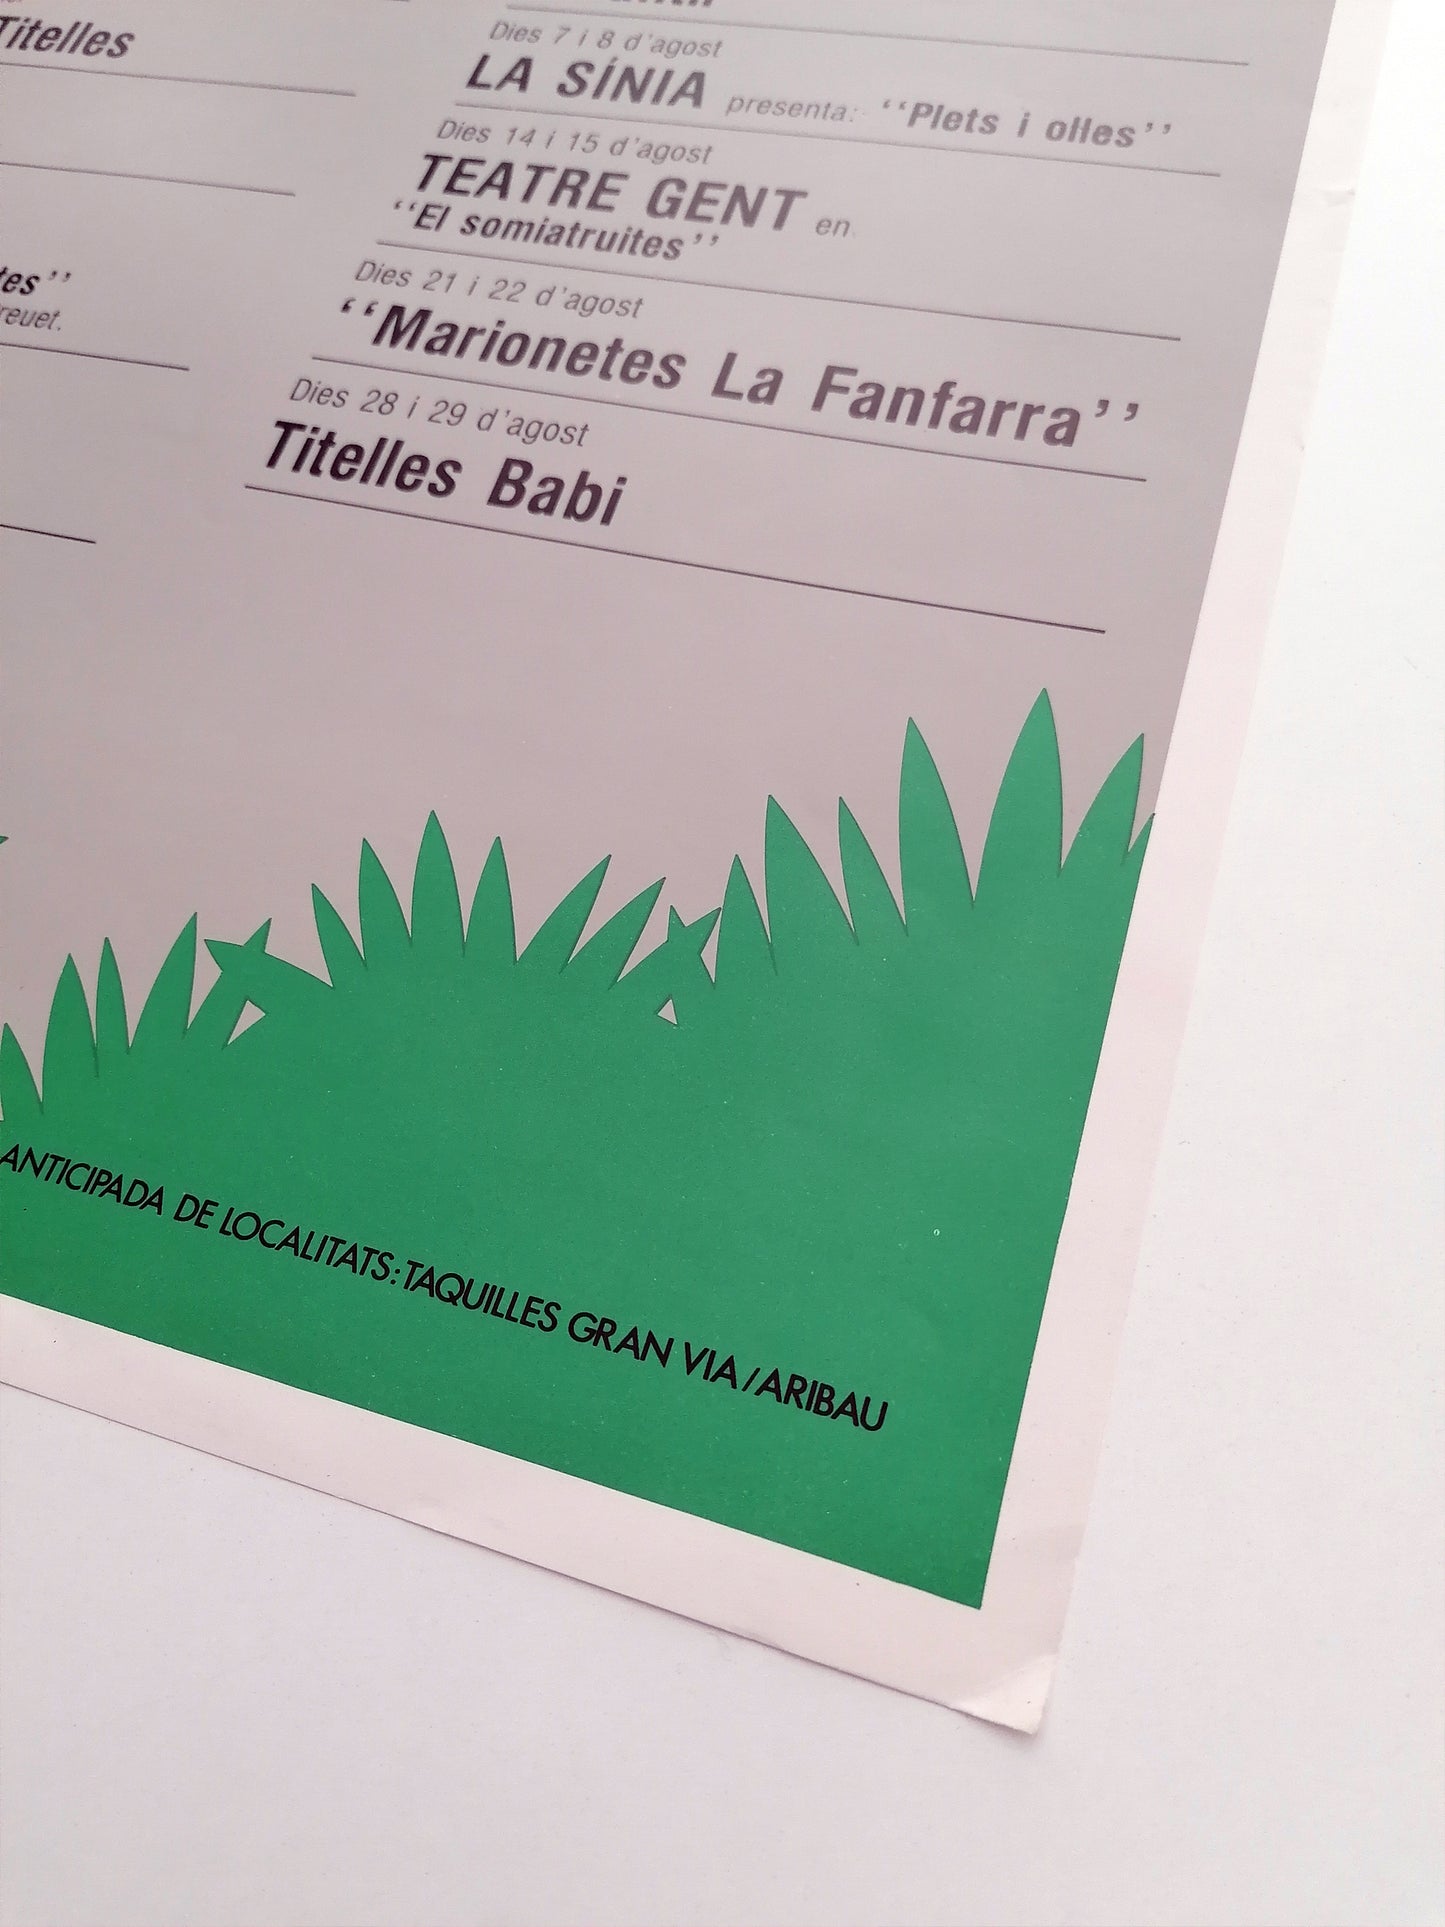 Titelles
tes’’
reuet.
Dies 7 i 8 d’agost
LA SÍNIA presenta: ‘‘Plets i olles’’
Dies 14 i 15 d’agost
TEATRE GENT en
‘‘El somiatruites’’
Dies 21 i 22 d’agost
‘‘Marionetes La Fanfarra’’
Dies 28 i 29 d’agost
Titelles Babi
ANTICIPADA DE LOCALITATS: TAQUILLES GRAN VIA / ARIBAU